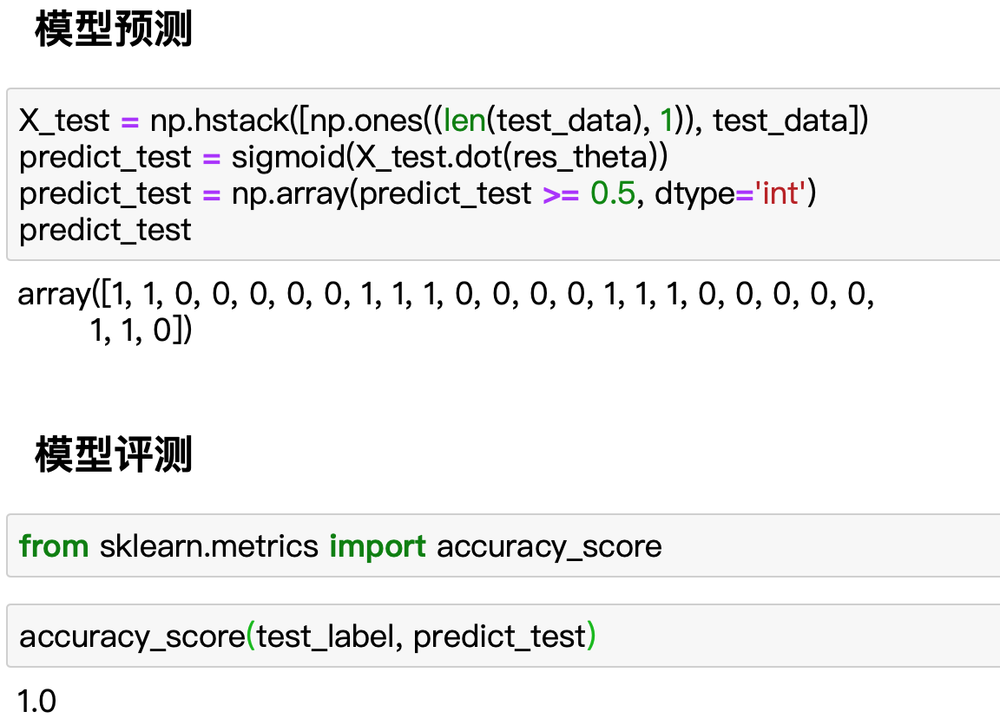 模型预测
X_test = np.hstack([np.ones((len(test_data), 1)), test_data])
predict_test = sigmoid(X_test.dot(res_theta))
predict_test = np.array(predict_test >= 0.5, dtype='int')
predict_test
array([1, 1, 0, 0, 0, 0, 0, 1, 1, 1, 0, 0, 0, 0, 1, 1, 1, 0, 0, 0, 0, 0,
1, 1, 0])
模型评测
from sklearn.metrics import accuracy_score
accuracy_score(test_label, predict_test)
1.0